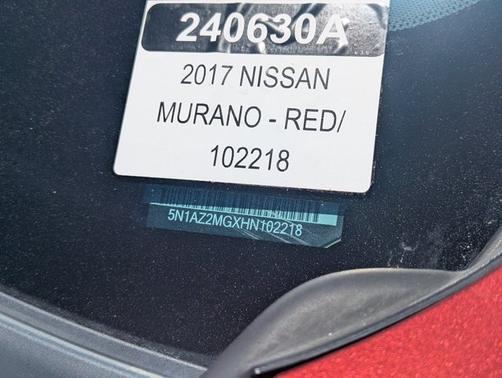 240630A
2017 NISSAN
MURANO - RED/
102218
5N1AZ2MGXHN102218